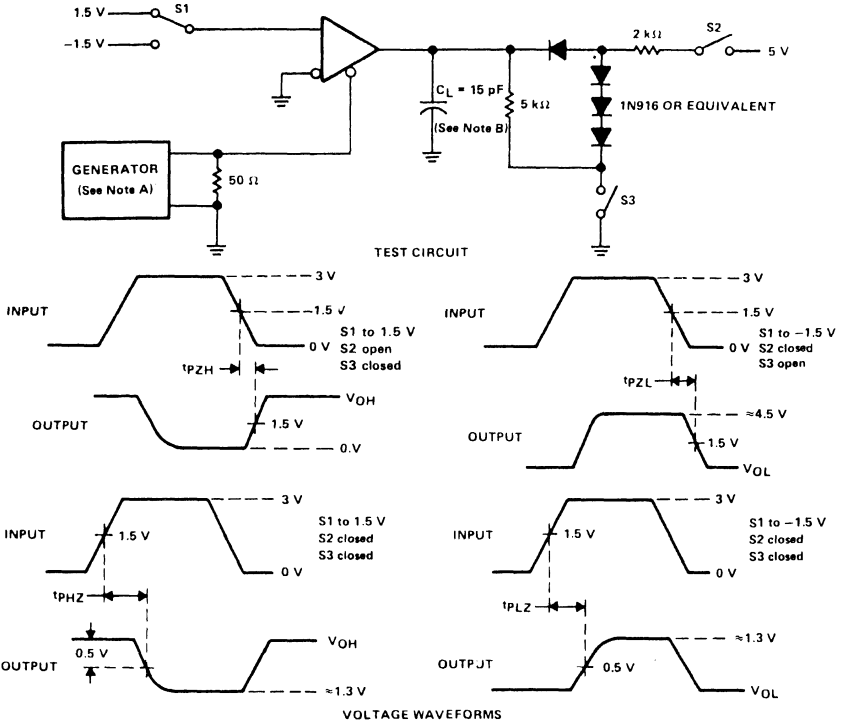 1.5 V
S1
−1.5 V
2 kΩ
S2
5 V
CL = 15 pF
(See Note B)
5 kΩ
1N916 OR EQUIVALENT
GENERATOR
(See Note A)
50 Ω
S3
TEST CIRCUIT
INPUT
3 V
1.5 V
0 V
S1 to 1.5 V
S2 open
S3 closed
tPZH
OUTPUT
VOH
1.5 V
0.V
INPUT
3 V
1.5 V
0 V
S1 to −1.5 V
S2 closed
S3 open
tPZL
OUTPUT
≈4.5 V
1.5 V
VOL
INPUT
3 V
1.5 V
0 V
S1 to 1.5 V
S2 closed
S3 closed
tPHZ
OUTPUT
0.5 V
VOH
≈1.3 V
INPUT
3 V
1.5 V
0 V
S1 to −1.5 V
S2 closed
S3 closed
tPLZ
OUTPUT
≈1.3 V
0.5 V
VOL
VOLTAGE WAVEFORMS